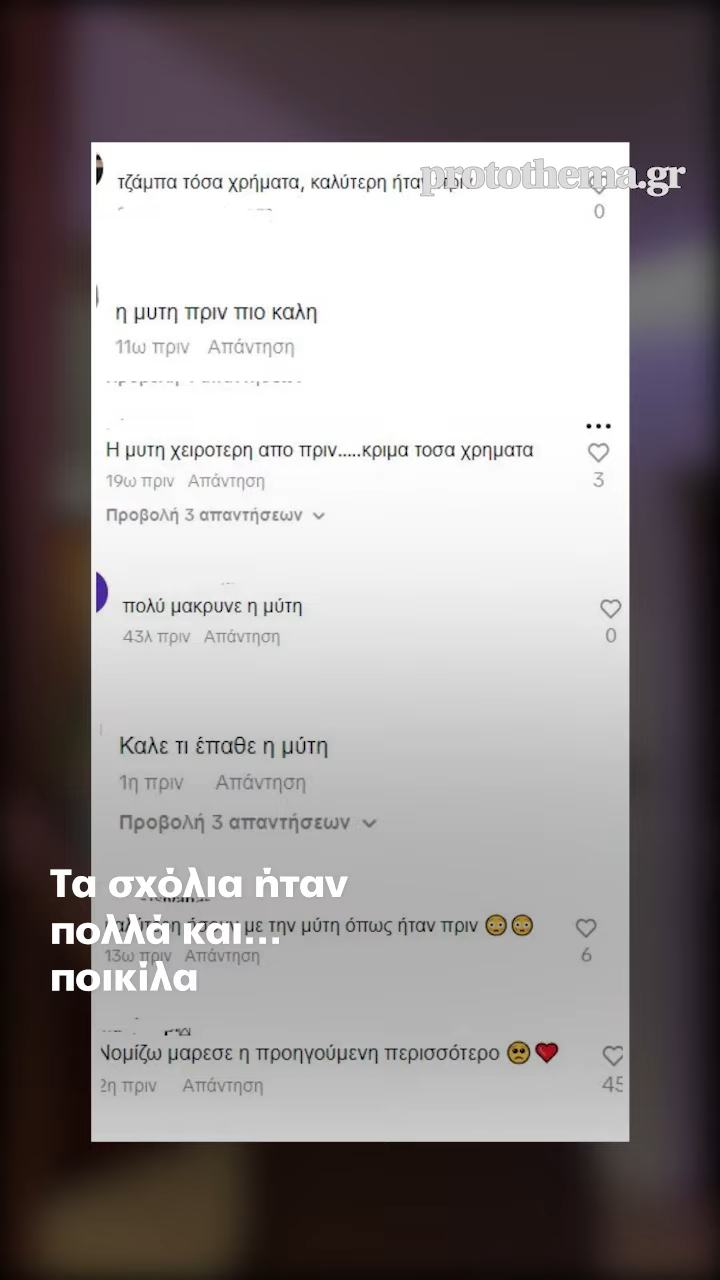 protothema.gr
τζάμπα τόσα χρήματα, καλύτερη ήταν πριν
0
η μυτη πριν πιο καλη
11ω πριν Απάντηση
Η μυτη χειροτερη απο πριν.....κριμα τοσα χρηματα
19ω πριν Απάντηση
3
Προβολή 3 απαντήσεων
πολύ μακρυνε η μύτη
43λ πριν Απάντηση
0
Καλε τι έπαθε η μύτη
1η πριν Απάντηση
Προβολή 3 απαντήσεων
Τα σχόλια ήταν
πολλά και...
ποικίλα
με την μύτη όπως ήταν πριν 😳😳
13ω πριν Απάντηση
6
Νομίζω μαρεσε η προηγούμενη περισσότερο 🥺❤️
2η πριν Απάντηση
45